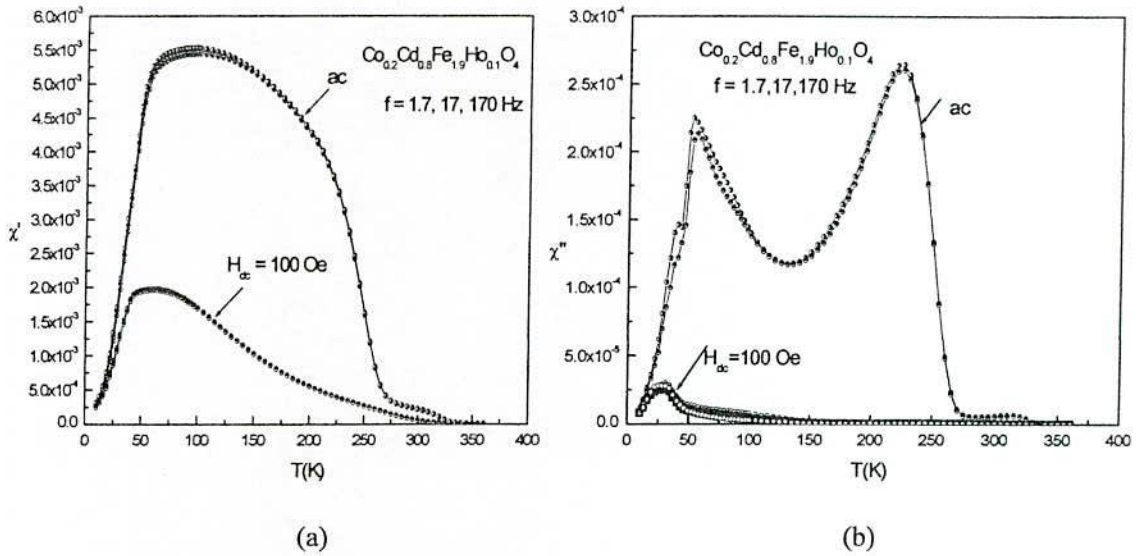 6.0x10⁻³
5.5x10⁻³
5.0x10⁻³
4.5x10⁻³
4.0x10⁻³
3.5x10⁻³
3.0x10⁻³
2.5x10⁻³
2.0x10⁻³
1.5x10⁻³
1.0x10⁻³
5.0x10⁻⁴
0.0
χ'
Co₀.₂Cd₀.₈Fe₁.₉Ho₀.₁O₄
ac
f = 1.7, 17, 170 Hz
H_dc = 100 Oe
0 50 100 150 200 250 300 350 400
T(K)
(a)
3.0x10⁻⁴
2.5x10⁻⁴
2.0x10⁻⁴
1.5x10⁻⁴
χ''
1.0x10⁻⁴
5.0x10⁻⁵
0.0
Co₀.₂Cd₀.₈Fe₁.₉Ho₀.₁O₄
f = 1.7,17,170 Hz
ac
H_dc =100 Oe
0 50 100 150 200 250 300 350 400
T(K)
(b)